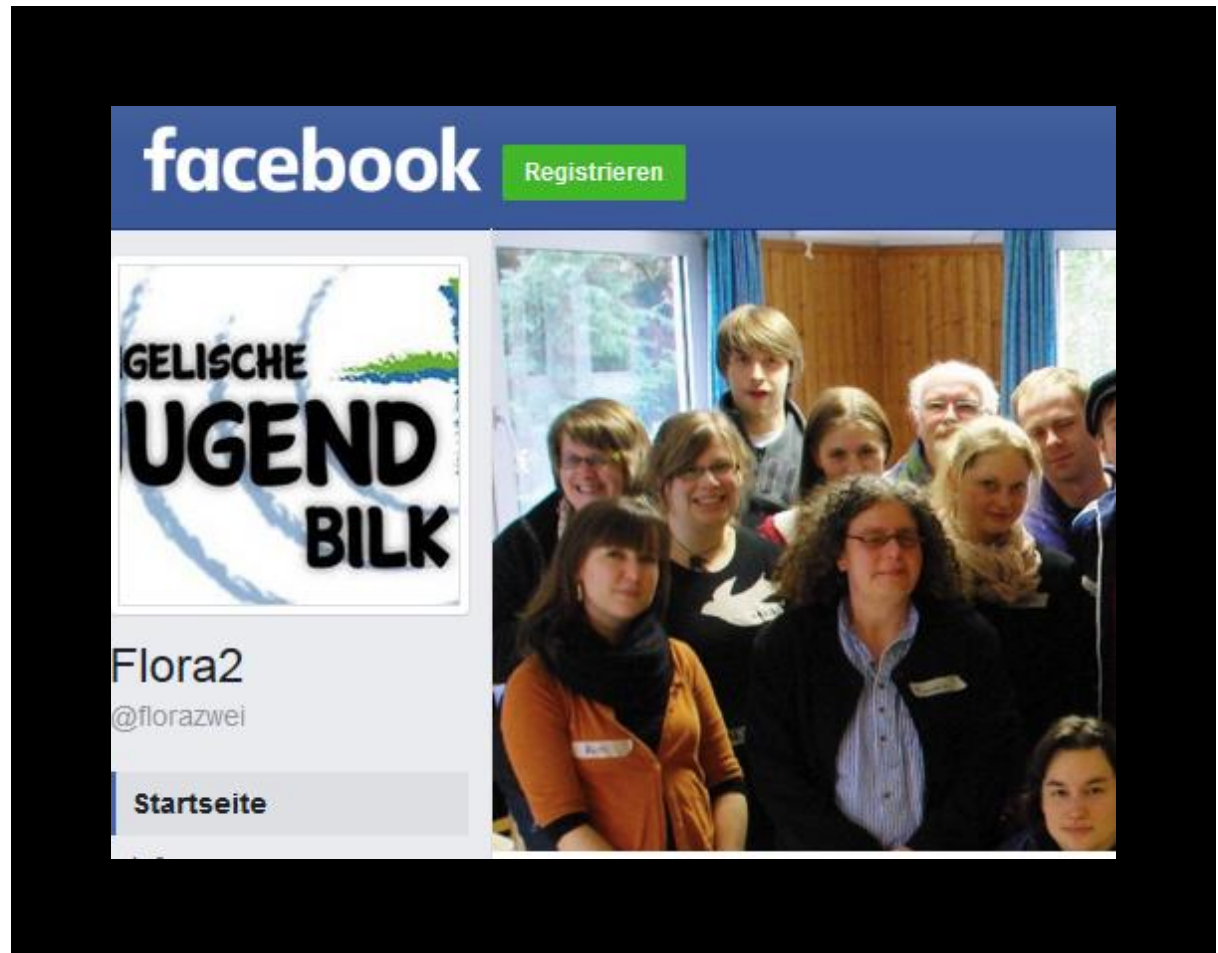 facebook
Registrieren
GELISCHE
UGEND
BILK
Flora2
@florazwei
Startseite